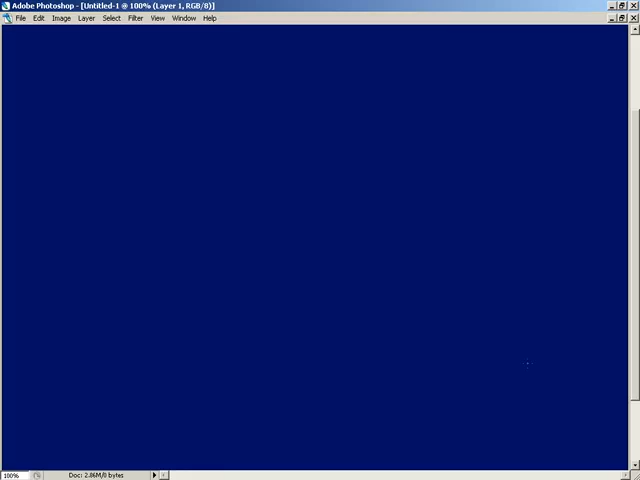 Adobe Photoshop - [Untitled-1 @ 100% (Layer 1, RGB/8)]
File Edit Image Layer Select Filter View Window Help
100% Doc: 2.86M/0 bytes